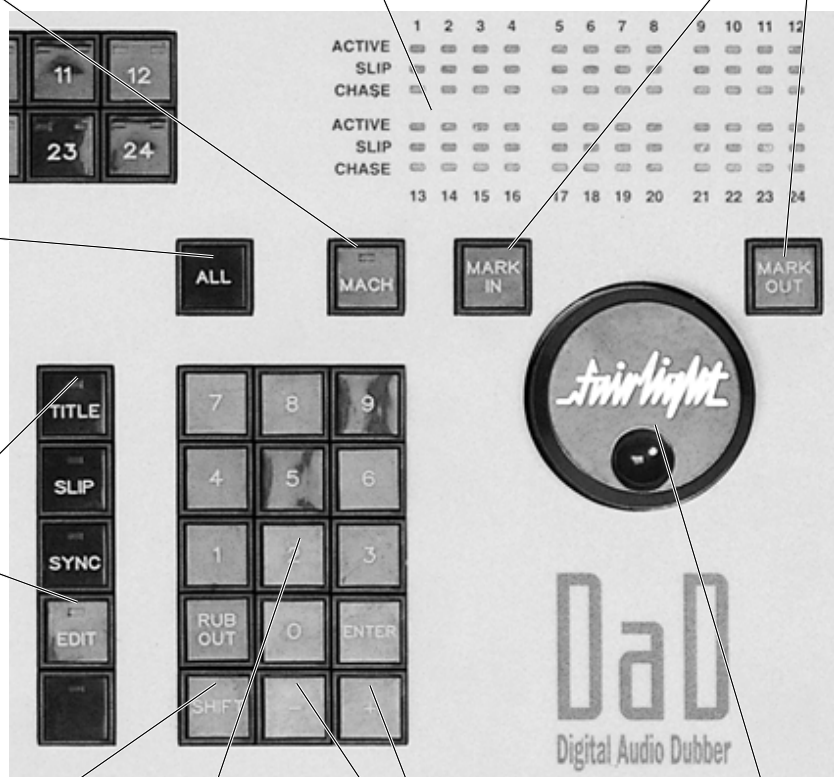 1 2 3 4 5 6 7 8 9 10 11 12
ACTIVE
SLIP
CHASE
ACTIVE
SLIP
CHASE
13 14 15 16 17 18 19 20 21 22 23 24
11 12
23 24
ALL
MACH
MARK IN
MARK OUT
fairlight
TITLE
SLIP
SYNC
EDIT
7 8 9
4 5 6
1 2 3
RUB OUT 0 ENTER
SHIFT - +
DaD
Digital Audio Dubber